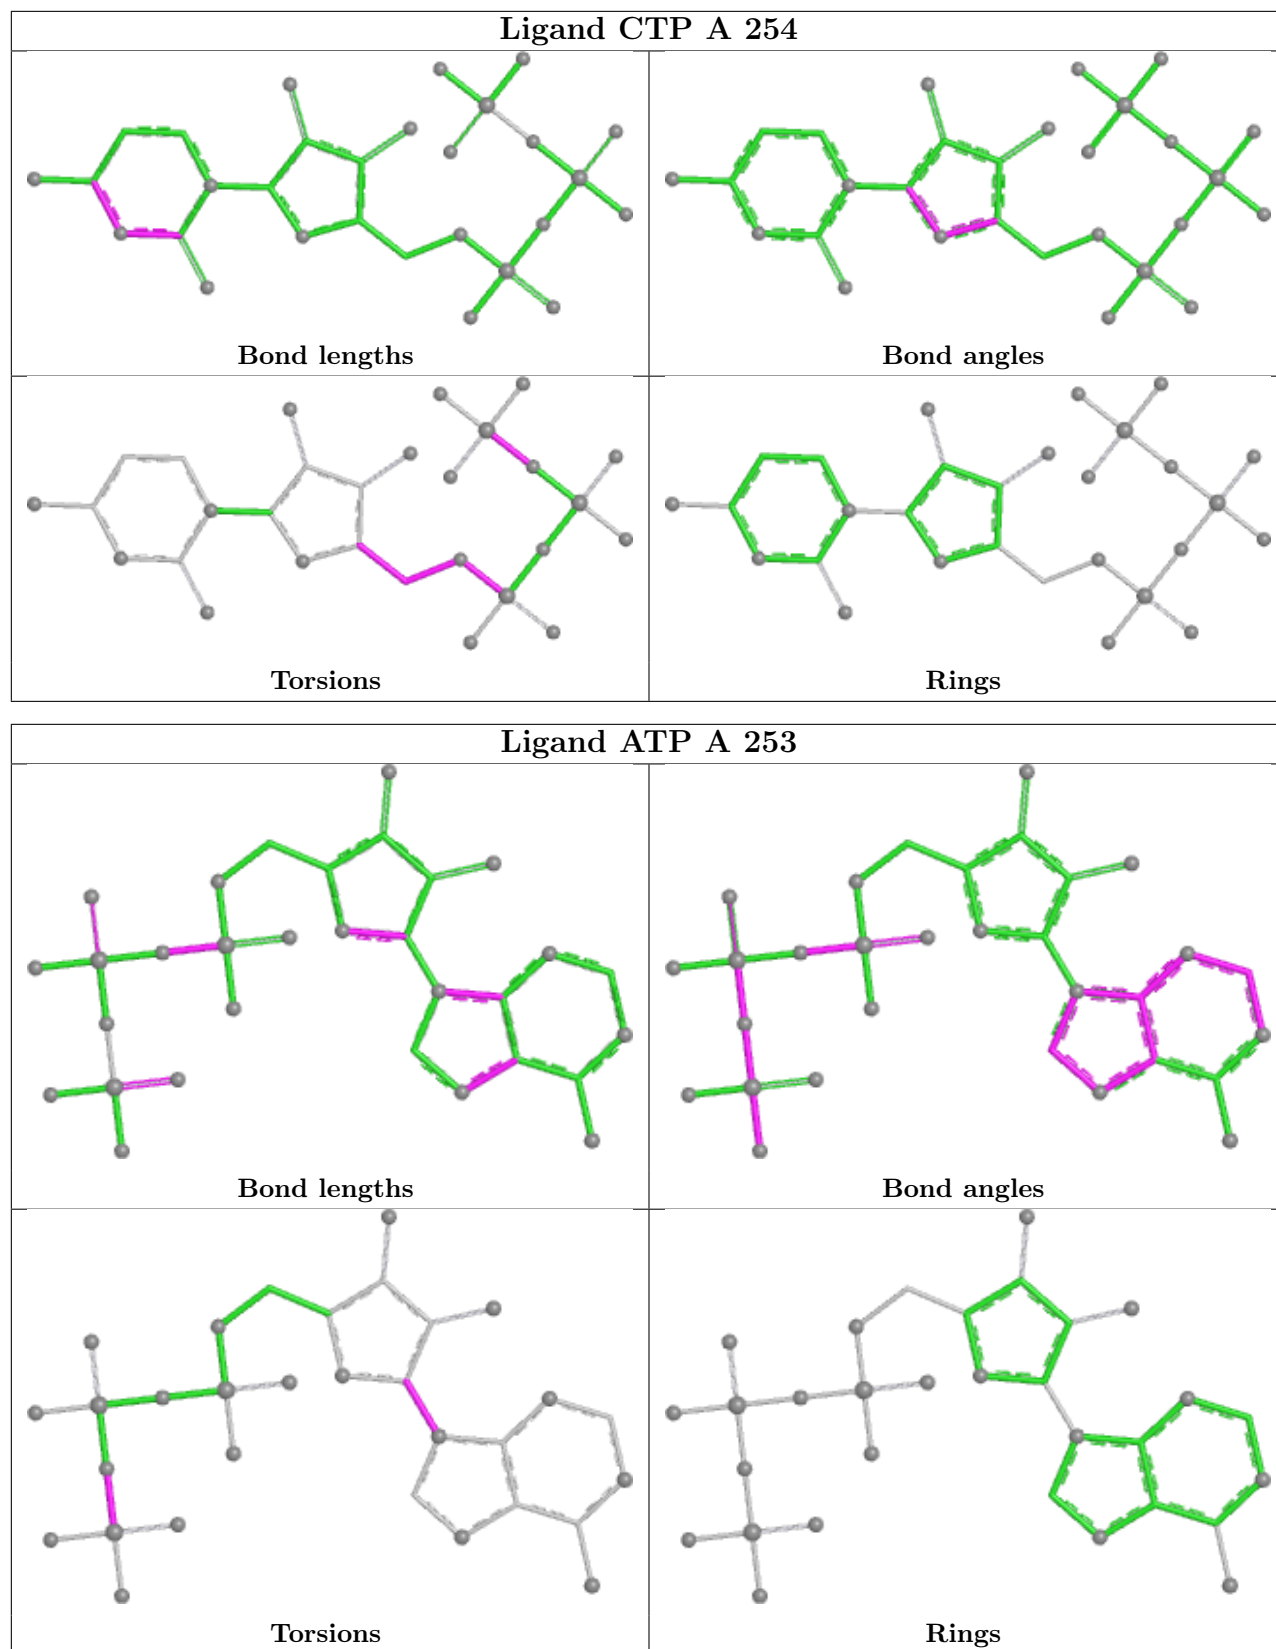 Ligand CTP A 254
Bond lengths
Bond angles
Torsions
Rings
Ligand ATP A 253
Bond lengths
Bond angles
Torsions
Rings